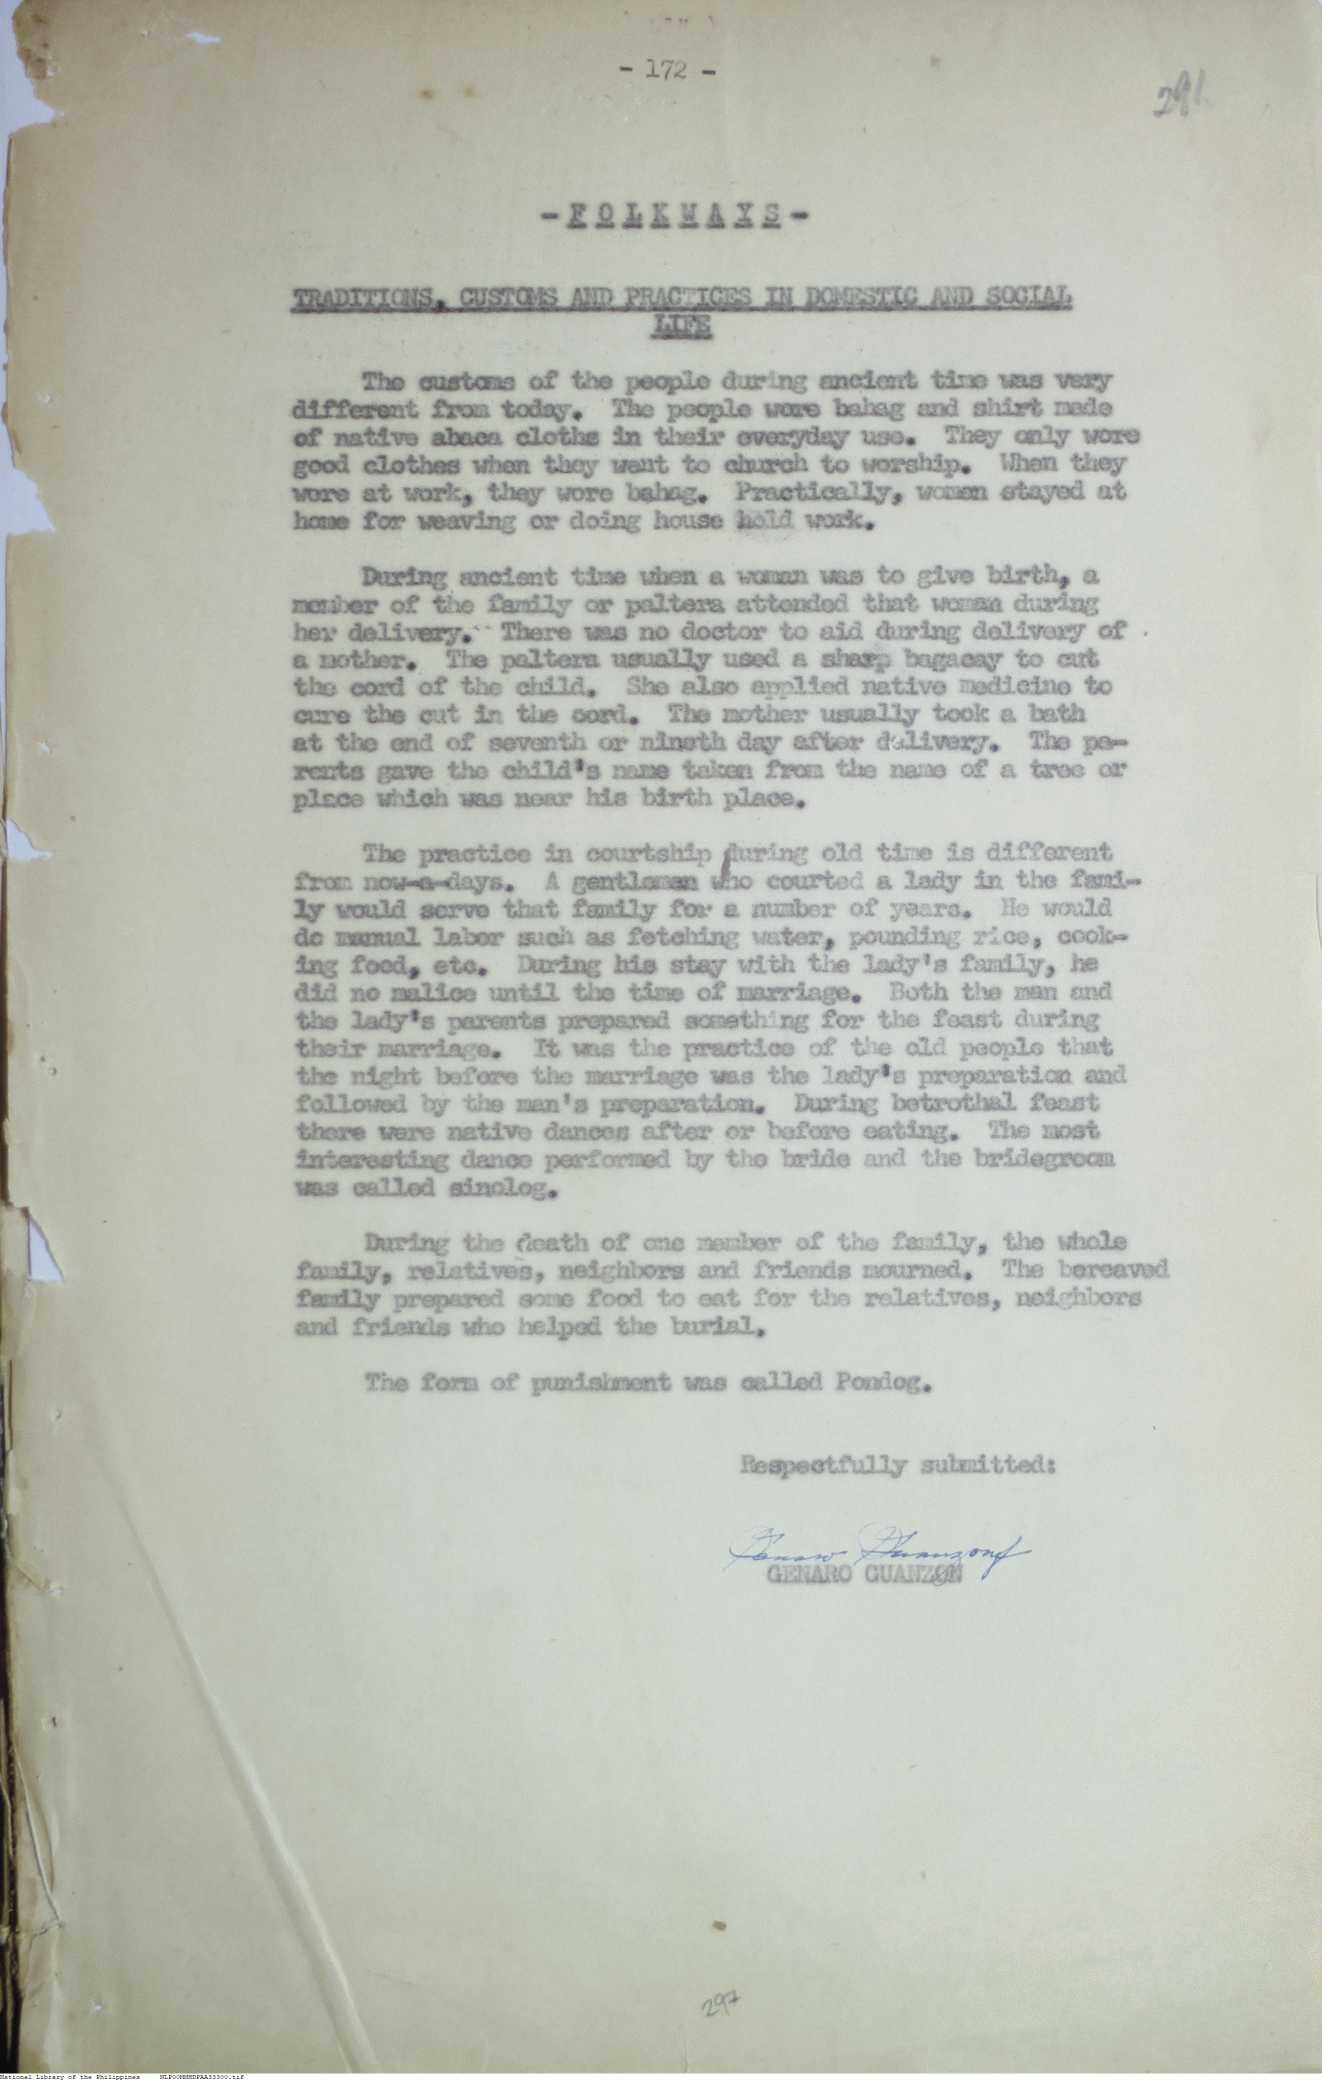 - 172 -
291
- F O L K W A Y S -
TRADITIONS, CUSTOMS AND PRACTICES IN DOMESTIC AND SOCIAL
LIFE
The customs of the people during ancient time was very
different from today. The people wore bahag and shirt made
of native abaca cloths in their everyday use. They only wore
good clothes when they went to church to worship. When they
were at work, they wore bahag. Practically, women stayed at
home for weaving or doing house hold work.
During ancient time when a woman was to give birth, a
member of the family or paltera attended that woman during
her delivery. There was no doctor to aid during delivery of
a mother. The paltera usually used a sharp bagacay to cut
the cord of the child. She also applied native medicine to
cure the cut in the cord. The mother usually took a bath
at the end of seventh or nineth day after delivery. The pa-
rents gave the child's name taken from the name of a tree or
place which was near his birth place.
The practice in courtship during old time is different
from now-a-days. A gentleman who courted a lady in the fami-
ly would serve that family for a number of years. He would
do manual labor such as fetching water, pounding rice, cook-
ing food, etc. During his stay with the lady's family, he
did no malice until the time of marriage. Both the man and
the lady's parents prepared something for the feast during
their marriage. It was the practice of the old people that
the night before the marriage was the lady's preparation and
followed by the man's preparation. During betrothal feast
there were native dances after or before eating. The most
interesting dance performed by the bride and the bridegroom
was called sinolog.
During the death of one member of the family, the whole
family, relatives, neighbors and friends mourned. The bereaved
family prepared some food to eat for the relatives, neighbors
and friends who helped the burial.
The form of punishment was called Pondog.
Respectfully submitted:
Genaro Guanzon
GENARO GUANZON
297
National Library of the Philippines NLPOOMHMDPAA33300.tif